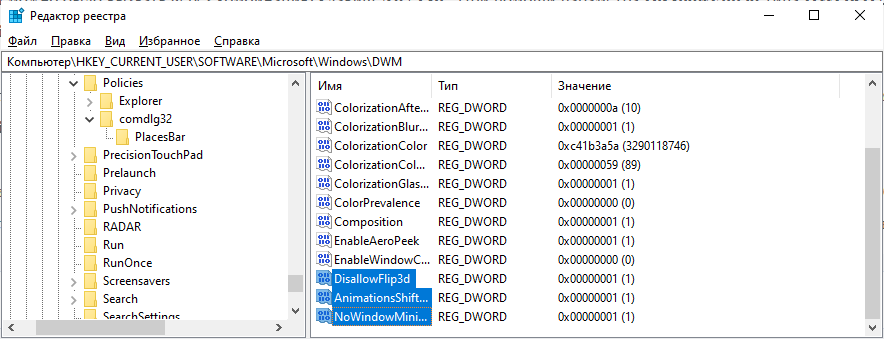 Редактор реестра
Файл Правка Вид Избранное Справка
Компьютер\HKEY_CURRENT_USER\SOFTWARE\Microsoft\Windows\DWM
Policies
Explorer
comdlg32
PlacesBar
PrecisionTouchPad
Prelaunch
Privacy
PushNotifications
RADAR
Run
RunOnce
Screensavers
Search
SearchSettings
Имя Тип Значение
ColorizationAfte... REG_DWORD 0x0000000a (10)
ColorizationBlur... REG_DWORD 0x00000001 (1)
ColorizationColor REG_DWORD 0xc41b3a5a (3290118746)
ColorizationCol... REG_DWORD 0x00000059 (89)
ColorizationGlas... REG_DWORD 0x00000001 (1)
ColorPrevalence REG_DWORD 0x00000000 (0)
Composition REG_DWORD 0x00000001 (1)
EnableAeroPeek REG_DWORD 0x00000001 (1)
EnableWindowC... REG_DWORD 0x00000000 (0)
DisallowFlip3d REG_DWORD 0x00000001 (1)
AnimationsShift... REG_DWORD 0x00000001 (1)
NoWindowMini... REG_DWORD 0x00000001 (1)